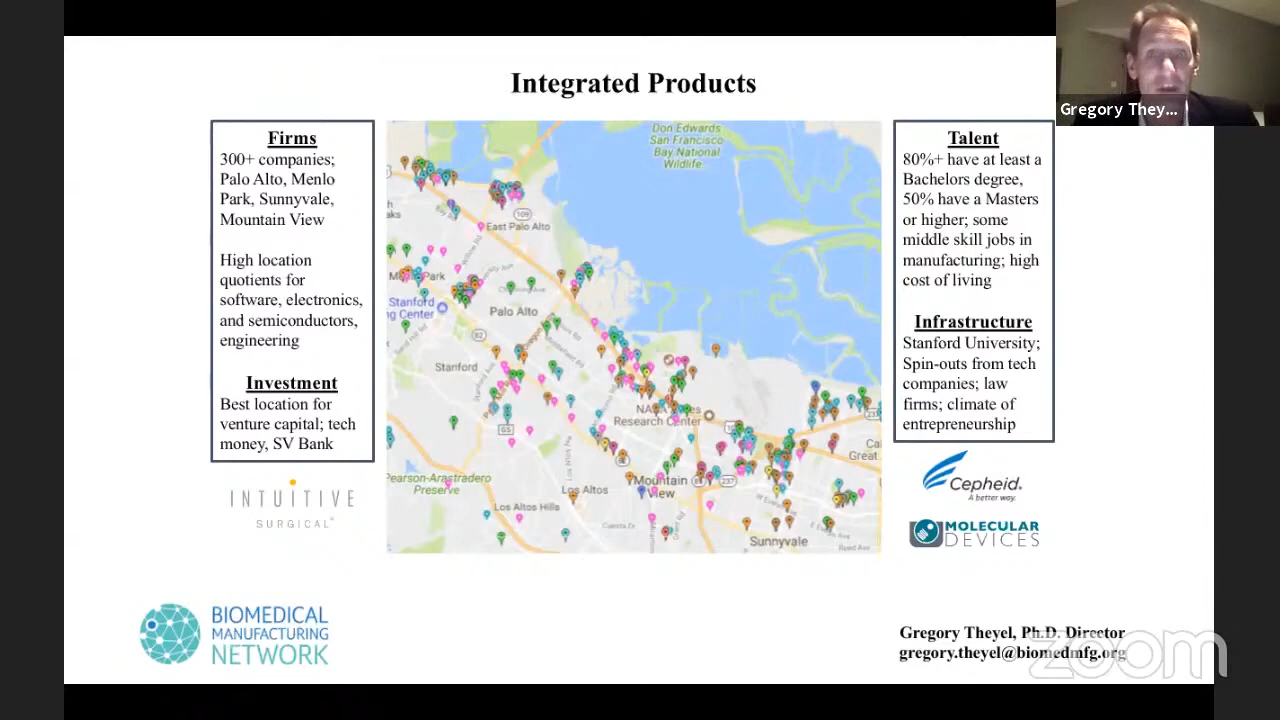 Integrated Products
Gregory They...
Firms
300+ companies;
Palo Alto, Menlo
Park, Sunnyvale,
Mountain View
High location
quotients for
software, electronics,
and semiconductors,
engineering
Investment
Best location for
venture capital; tech
money, SV Bank
INTUITIVE
SURGICAL
Don Edwards
San Francisco
Bay National
Wildlife
109
East Palo Alto
Park
Stanford
Palo Alto
82
Stanford
Research Center
G5
Pearson-Arastradero
Preserve
Los Altos
Mountain
View
237
Los Altos Hills
Cuesta Dr
Sunnyvale
Talent
80%+ have at least a
Bachelors degree,
50% have a Masters
or higher; some
middle skill jobs in
manufacturing; high
cost of living
Infrastructure
Stanford University;
Spin-outs from tech
companies; law
firms; climate of
entrepreneurship
Cepheid.
A better way.
MOLECULAR
DEVICES
BIOMEDICAL
MANUFACTURING
NETWORK
Gregory Theyel, Ph.D. Director
gregory.theyel@biomedmfg.org
zoom